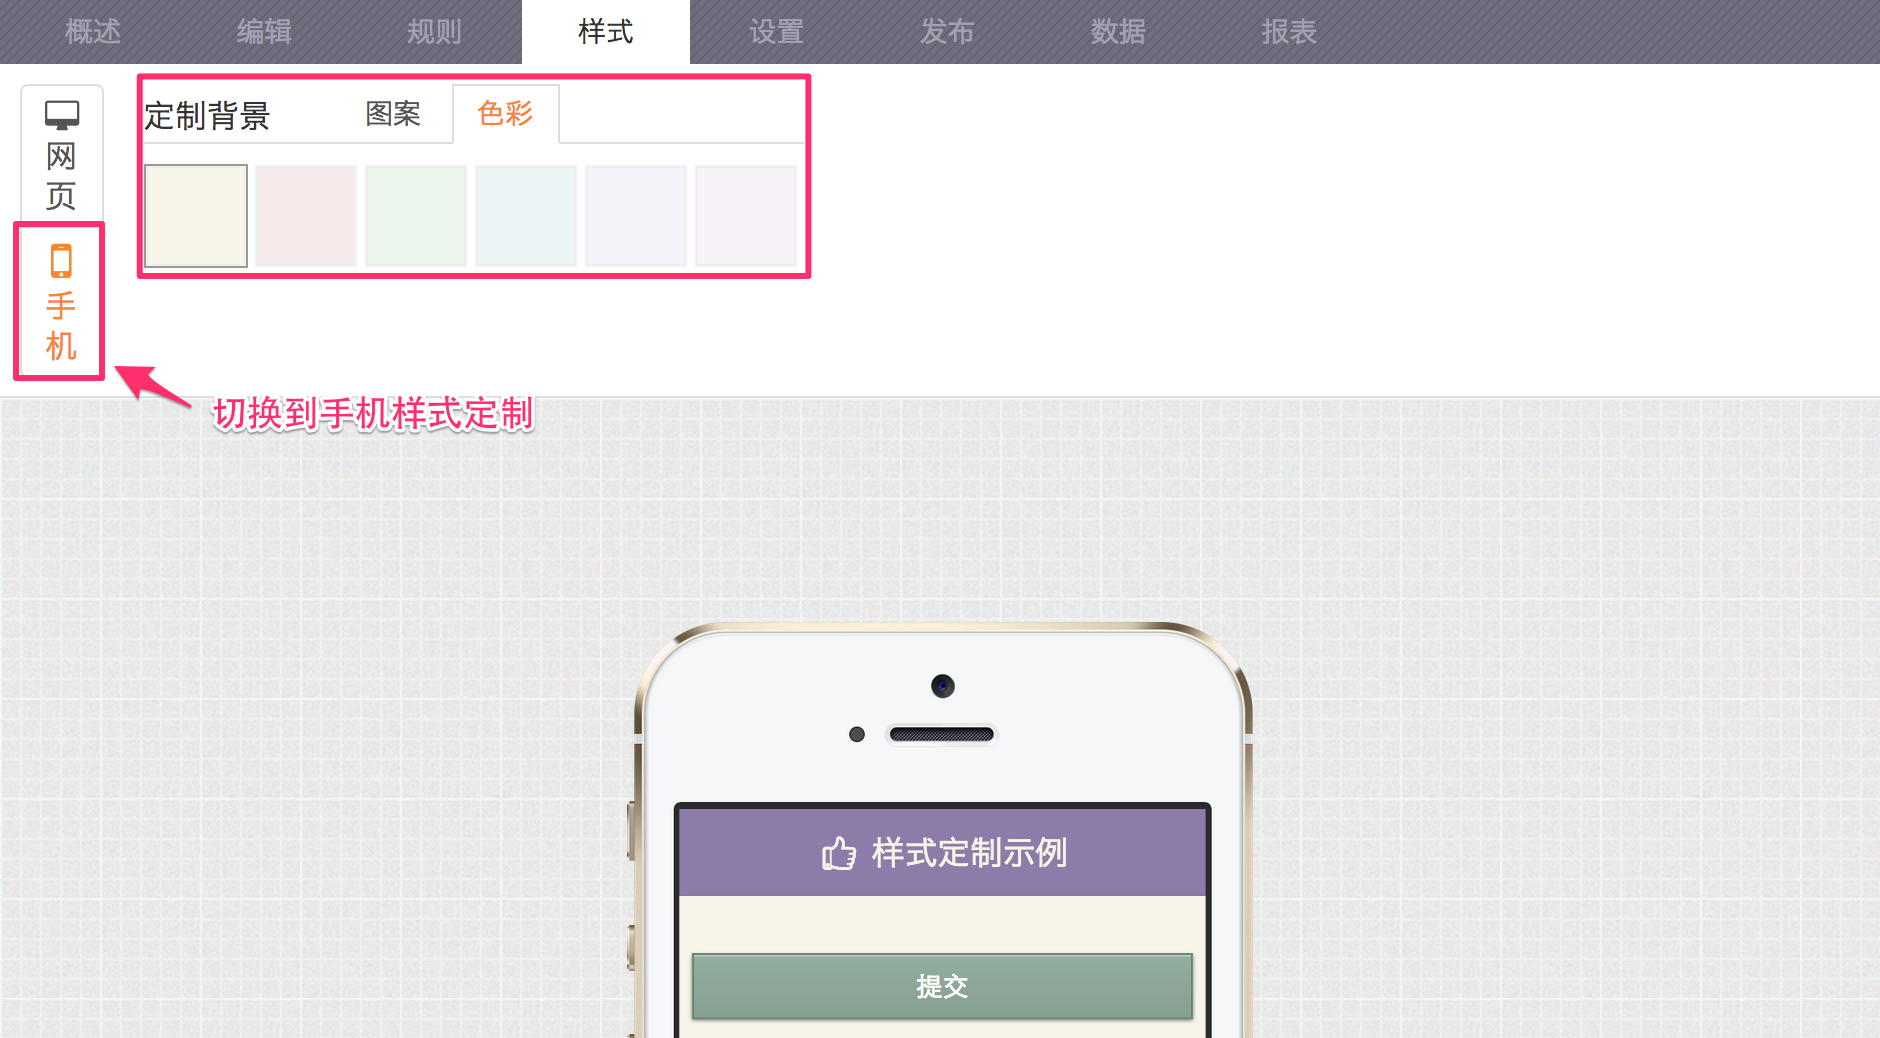 概述 编辑 规则 样式 设置 发布 数据 报表
定制背景 图案 色彩
网
页
手
机
切换到手机样式定制
样式定制示例
提交